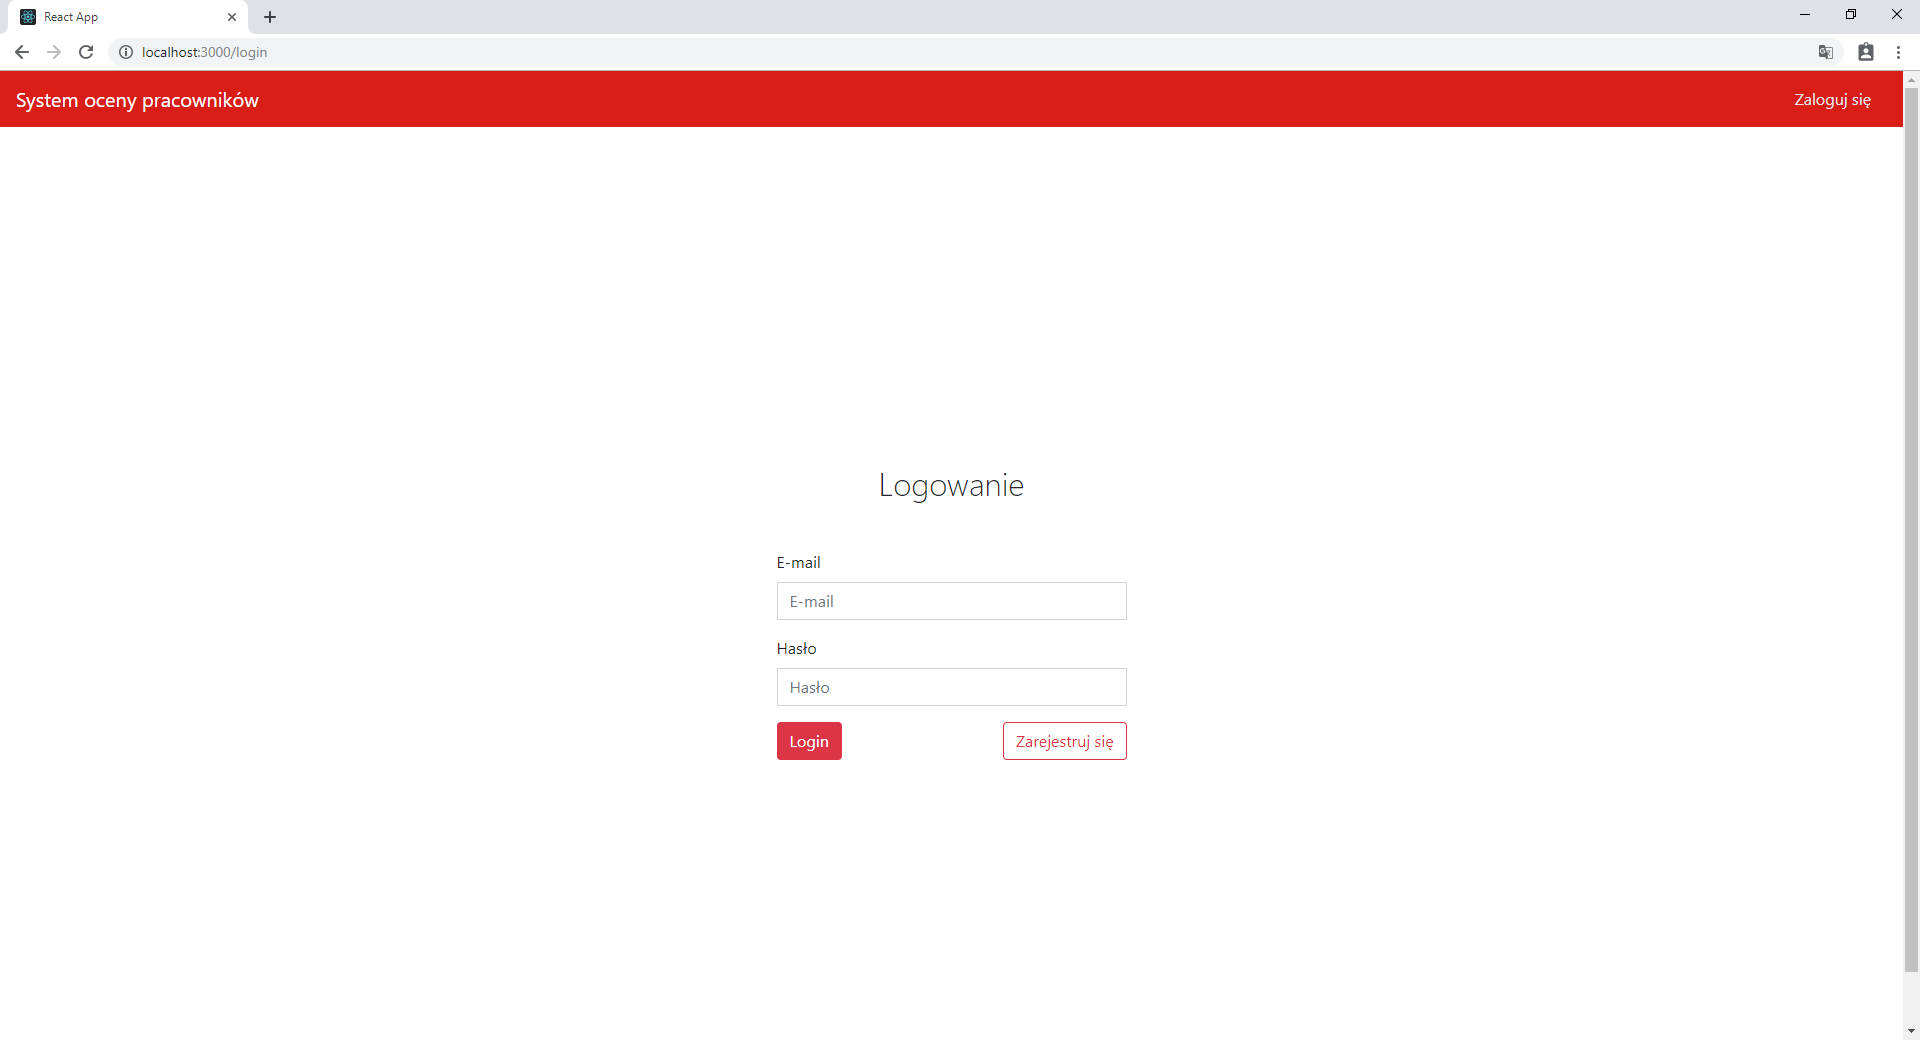 React App
localhost:3000/login
System oceny pracowników
Zaloguj się
Logowanie
E-mail
E-mail
Hasło
Hasło
Login
Zarejestruj się